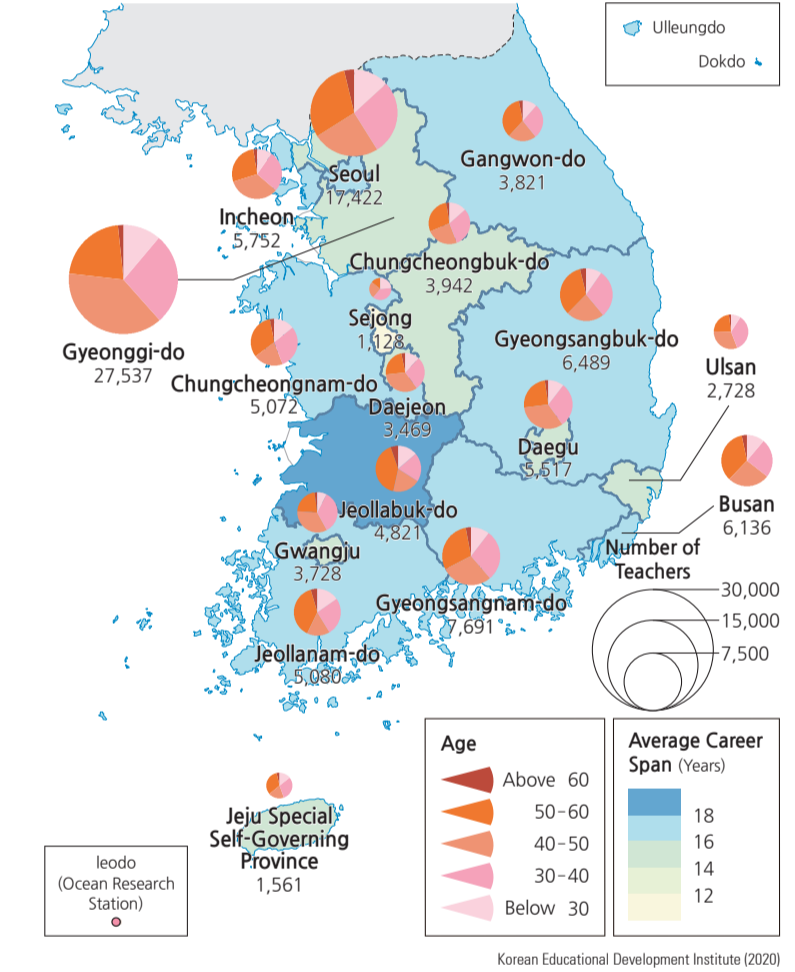 Ulleungdo
Dokdo
Gangwon-do
3,821
Seoul
17,422
Incheon
5,752
Chungcheongbuk-do
3,942
Gyeonggi-do
27,537
Sejong
1,128
Gyeongsangbuk-do
6,489
Ulsan
2,728
Chungcheongnam-do
5,072
Daejeon
3,469
Daegu
5,517
Jeollabuk-do
4,821
Busan
6,136
Gwangju
3,728
Gyeongsangnam-do
7,691
Jeollanam-do
5,080
Number of
Teachers
30,000
15,000
7,500
Jeju Special
Self-Governing
Province
1,561
Ieodo
(Ocean Research
Station)
Age
Above 60
50-60
40-50
30-40
Below 30
Average Career
Span (Years)
18
16
14
12
Korean Educational Development Institute (2020)